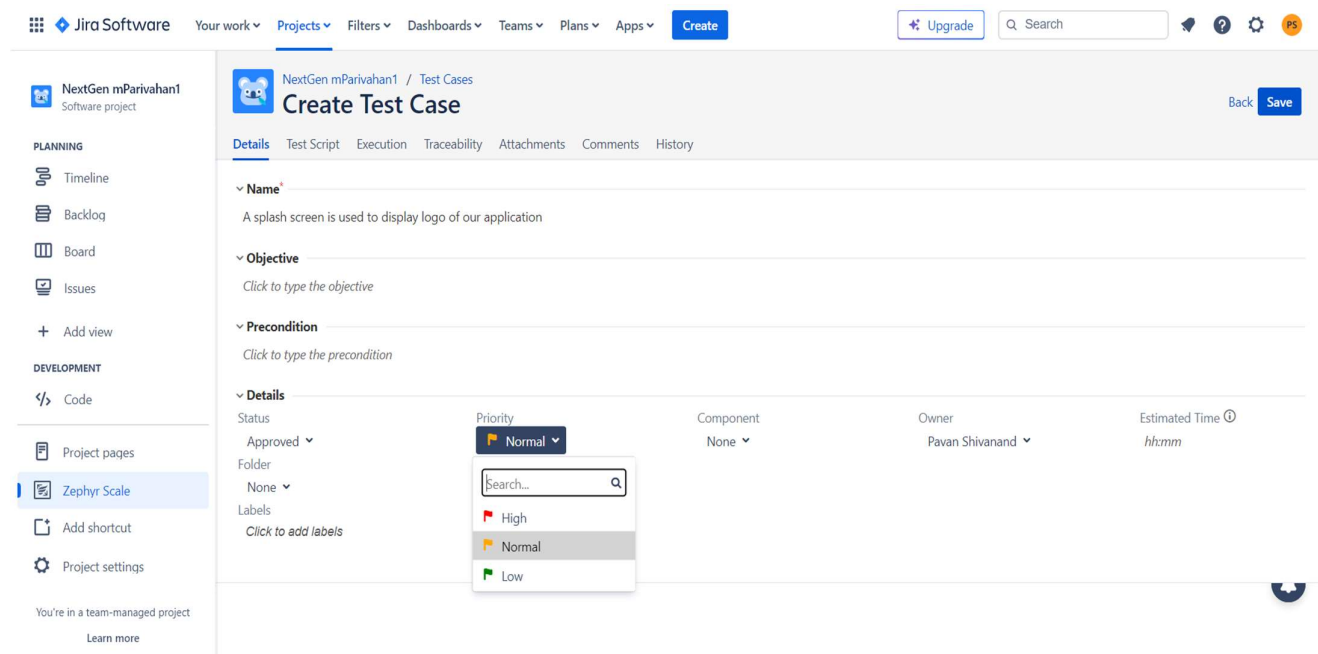 Jira Software Your work Projects Filters Dashboards Teams Plans Apps Create Upgrade Search PS
NextGen mParivahan1
Software project
PLANNING
Timeline
Backlog
Board
Issues
Add view
DEVELOPMENT
Code
Project pages
Zephyr Scale
Add shortcut
Project settings
You're in a team-managed project
Learn more
NextGen mParivahan1 / Test Cases
Create Test Case
Back Save
Details Test Script Execution Traceability Attachments Comments History
Name*
A splash screen is used to display logo of our application
Objective
Click to type the objective
Precondition
Click to type the precondition
Details
Status Priority Component Owner Estimated Time
Approved Normal None Pavan Shivanand hh:mm
Folder
None
Labels
Click to add labels
Search...
High
Normal
Low